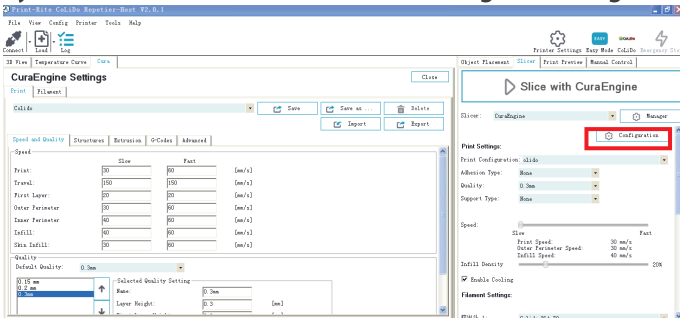 Print-Rite CoLiDo Repetier-Host V2.0.1
File View Config Printer Tools Help
Connect Load Log Printer Settings Easy Mode CoLiDo Emergency Sto
EASY
3D View Temperature Curve Cura
Object Placement Slicer Print Preview Manual Control
CuraEngine Settings
Close
Print Filament
Colido
Save Save as ... Delete
Import Export
Speed and Quality Structures Extrusion G-Codes Advanced
Speed
Slow Fast
Print: 30 60 [mm/s]
Travel: 150 150 [mm/s]
First Layer: 20 20 [mm/s]
Outer Perimeter 30 60 [mm/s]
Inner Perimeter 40 60 [mm/s]
Infill: 40 60 [mm/s]
Skin Infill: 30 60 [mm/s]
Quality
Default Quality: 0.3mm
0.15 mm
0.2 mm
0.3mm
Selected Quality Setting
Name: 0.3mm
Layer Height: 0.3 [mm]
Slice with CuraEngine
Slicer: CuraEngine Manager
Configuration
Print Settings:
Print Configuration: olido
Adhesion Type: None
Quality: 0.3mm
Support Type: None
Speed:
Slow Fast
Print Speed: 30 mm/s
Outer Perimeter Speed: 30 mm/s
Infill Speed: 40 mm/s
Infill Density 20%
Enable Cooling
Filament Settings: